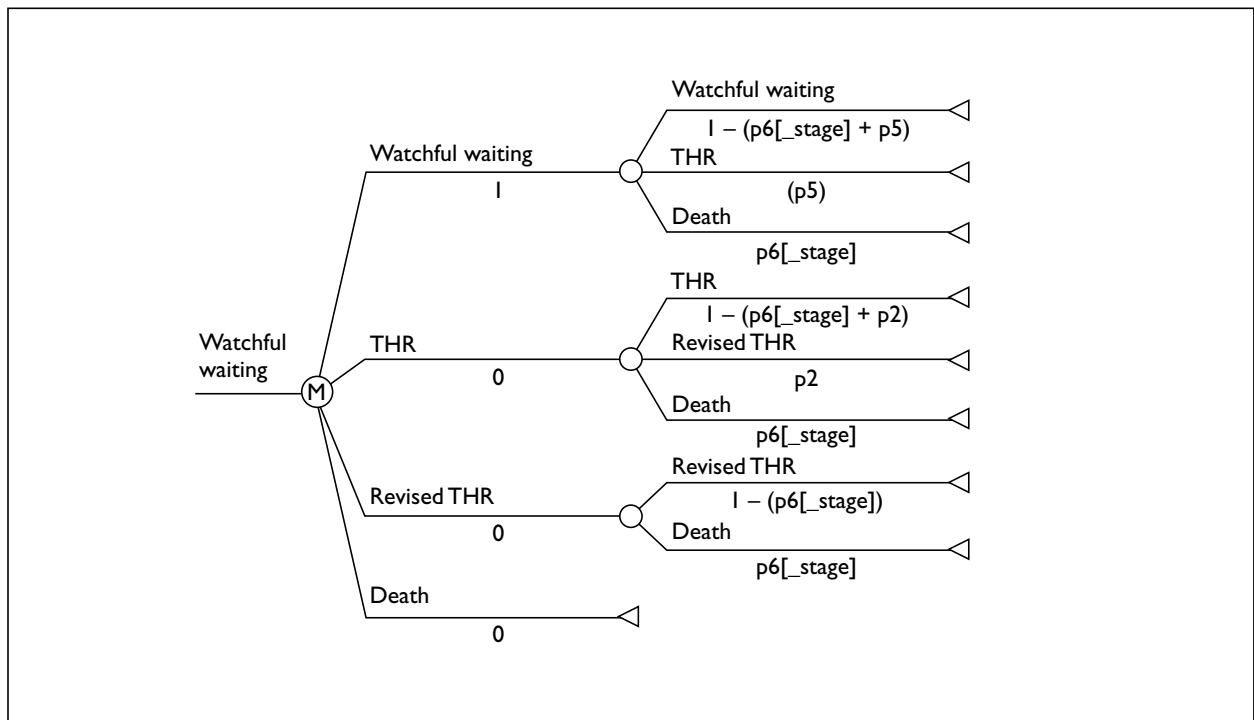 Watchful waiting
1 – (p6[_stage] + p5)
Watchful waiting
1
THR
(p5)
Death
p6[_stage]
THR
1 – (p6[_stage] + p2)
Watchful
waiting
M
THR
0
Revised THR
p2
Death
p6[_stage]
Revised THR
0
Revised THR
1 – (p6[_stage])
Death
p6[_stage]
Death
0